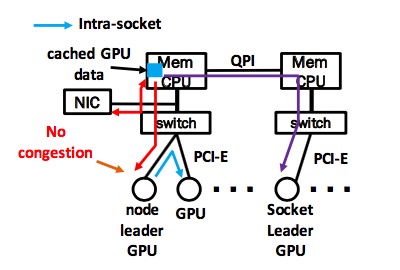 Intra-socket
cached GPU
data
Mem
CPU
QPI
Mem
CPU
NIC
switch
switch
No
congestion
PCI-E
PCI-E
node
leader
GPU
GPU
. . .
Socket
Leader
GPU
. . .